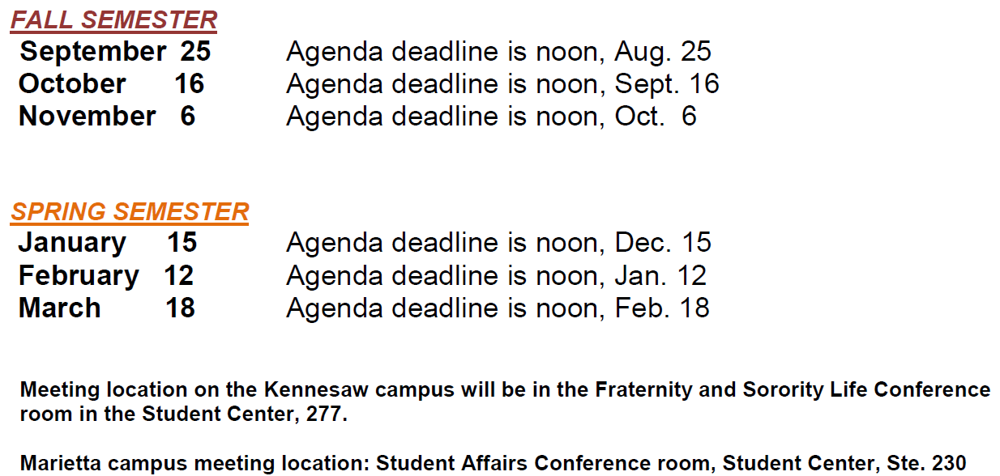 FALL SEMESTER
September 25 Agenda deadline is noon, Aug. 25
October 16 Agenda deadline is noon, Sept. 16
November 6 Agenda deadline is noon, Oct. 6
SPRING SEMESTER
January 15 Agenda deadline is noon, Dec. 15
February 12 Agenda deadline is noon, Jan. 12
March 18 Agenda deadline is noon, Feb. 18
Meeting location on the Kennesaw campus will be in the Fraternity and Sorority Life Conference
room in the Student Center, 277.
Marietta campus meeting location: Student Affairs Conference room, Student Center, Ste. 230